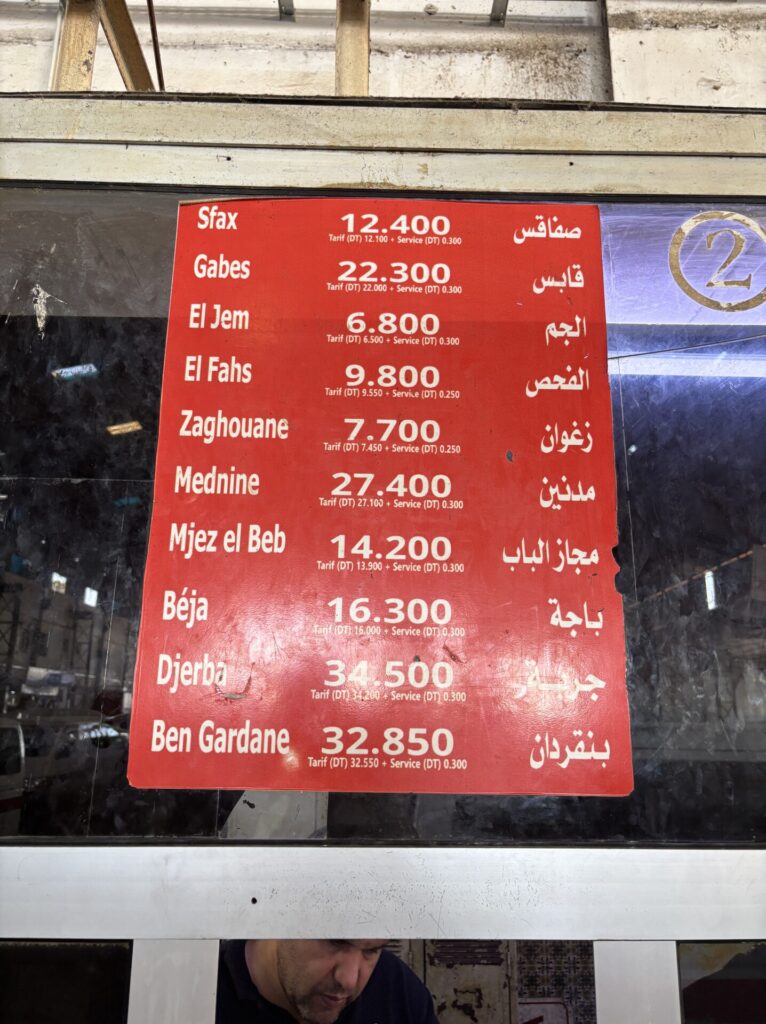 Sfax 12.400 صفاقس
Tarif (DT) 12.100 + Service (DT) 0.300
Gabes 22.300 قابس
Tarif (DT) 22.000 + Service (DT) 0.300
El Jem 6.800 الجم
Tarif (DT) 6.500 + Service (DT) 0.300
El Fahs 9.800 الفحص
Tarif (DT) 9.550 + Service (DT) 0.250
Zaghouane 7.700 زغوان
Tarif (DT) 7.450 + Service (DT) 0.250
Mednine 27.400 مدنين
Tarif (DT) 27.100 + Service (DT) 0.300
Mjez el Beb 14.200 مجاز الباب
Tarif (DT) 13.900 + Service (DT) 0.300
Béja 16.300 باجة
Tarif (DT) 16.000 + Service (DT) 0.300
Djerba 34.500 جربة
Tarif (DT) 34.200 + Service (DT) 0.300
Ben Gardane 32.850 بنقردان
Tarif (DT) 32.550 + Service (DT) 0.300
2